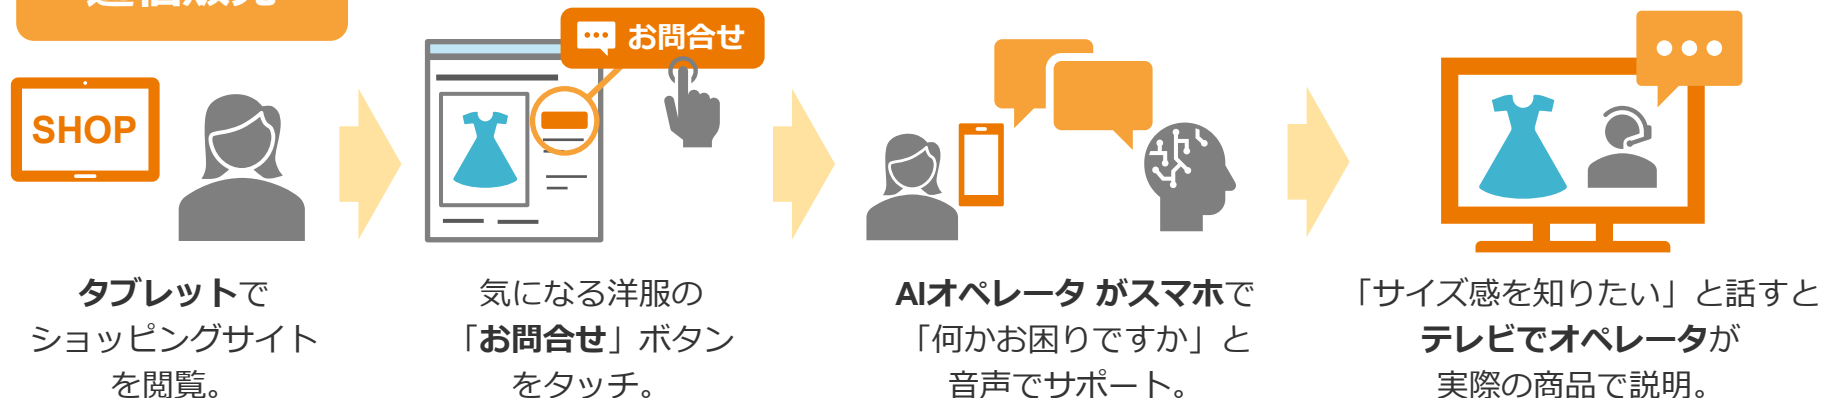 通信販売
SHOP
お問合せ
タブレットで
ショッピングサイト
を閲覧。
気になる洋服の
「お問合せ」ボタン
をタッチ。
AIオペレータ がスマホで
「何かお困りですか」と
音声でサポート。
「サイズ感を知りたい」と話すと
テレビでオペレータが
実際の商品で説明。